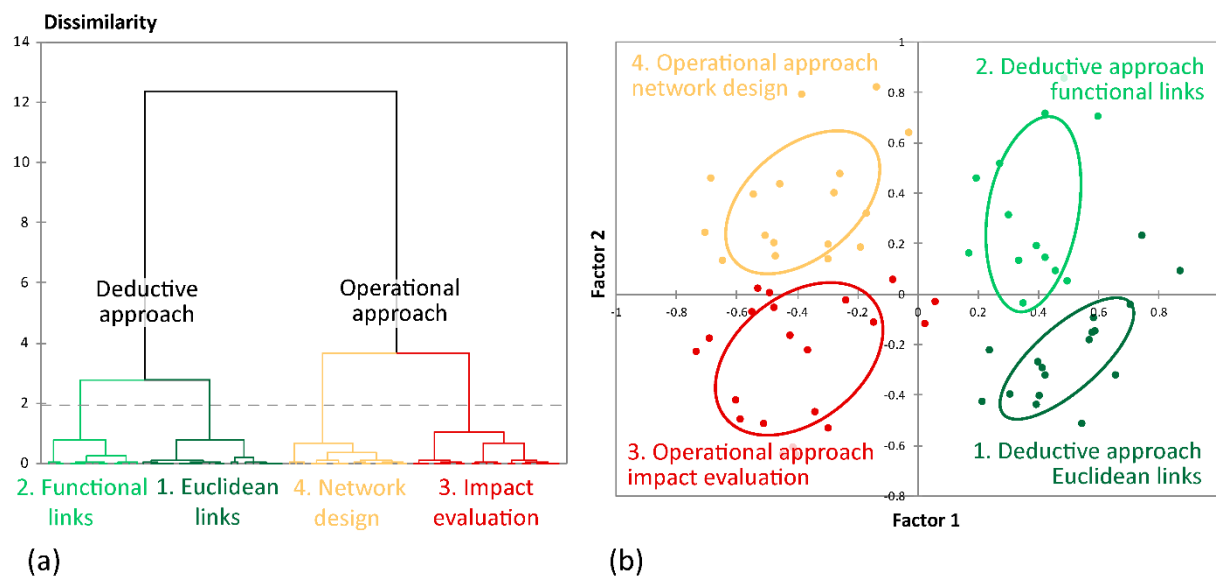 Dissimilarity
14
12
10
8
6
4
2
0
Deductive
approach
Operational
approach
2. Functional
links
1. Euclidean
links
4. Network
design
3. Impact
evaluation
(a)
4. Operational approach
network design
2. Deductive approach
functional links
1
0.8
0.6
0.4
0.2
0
-0.2
-0.4
-0.6
-0.8
-1
-0.8
-0.6
-0.4
-0.2
0
0.2
0.4
0.6
0.8
Factor 2
3. Operational approach
impact evaluation
1. Deductive approach
Euclidean links
Factor 1
(b)